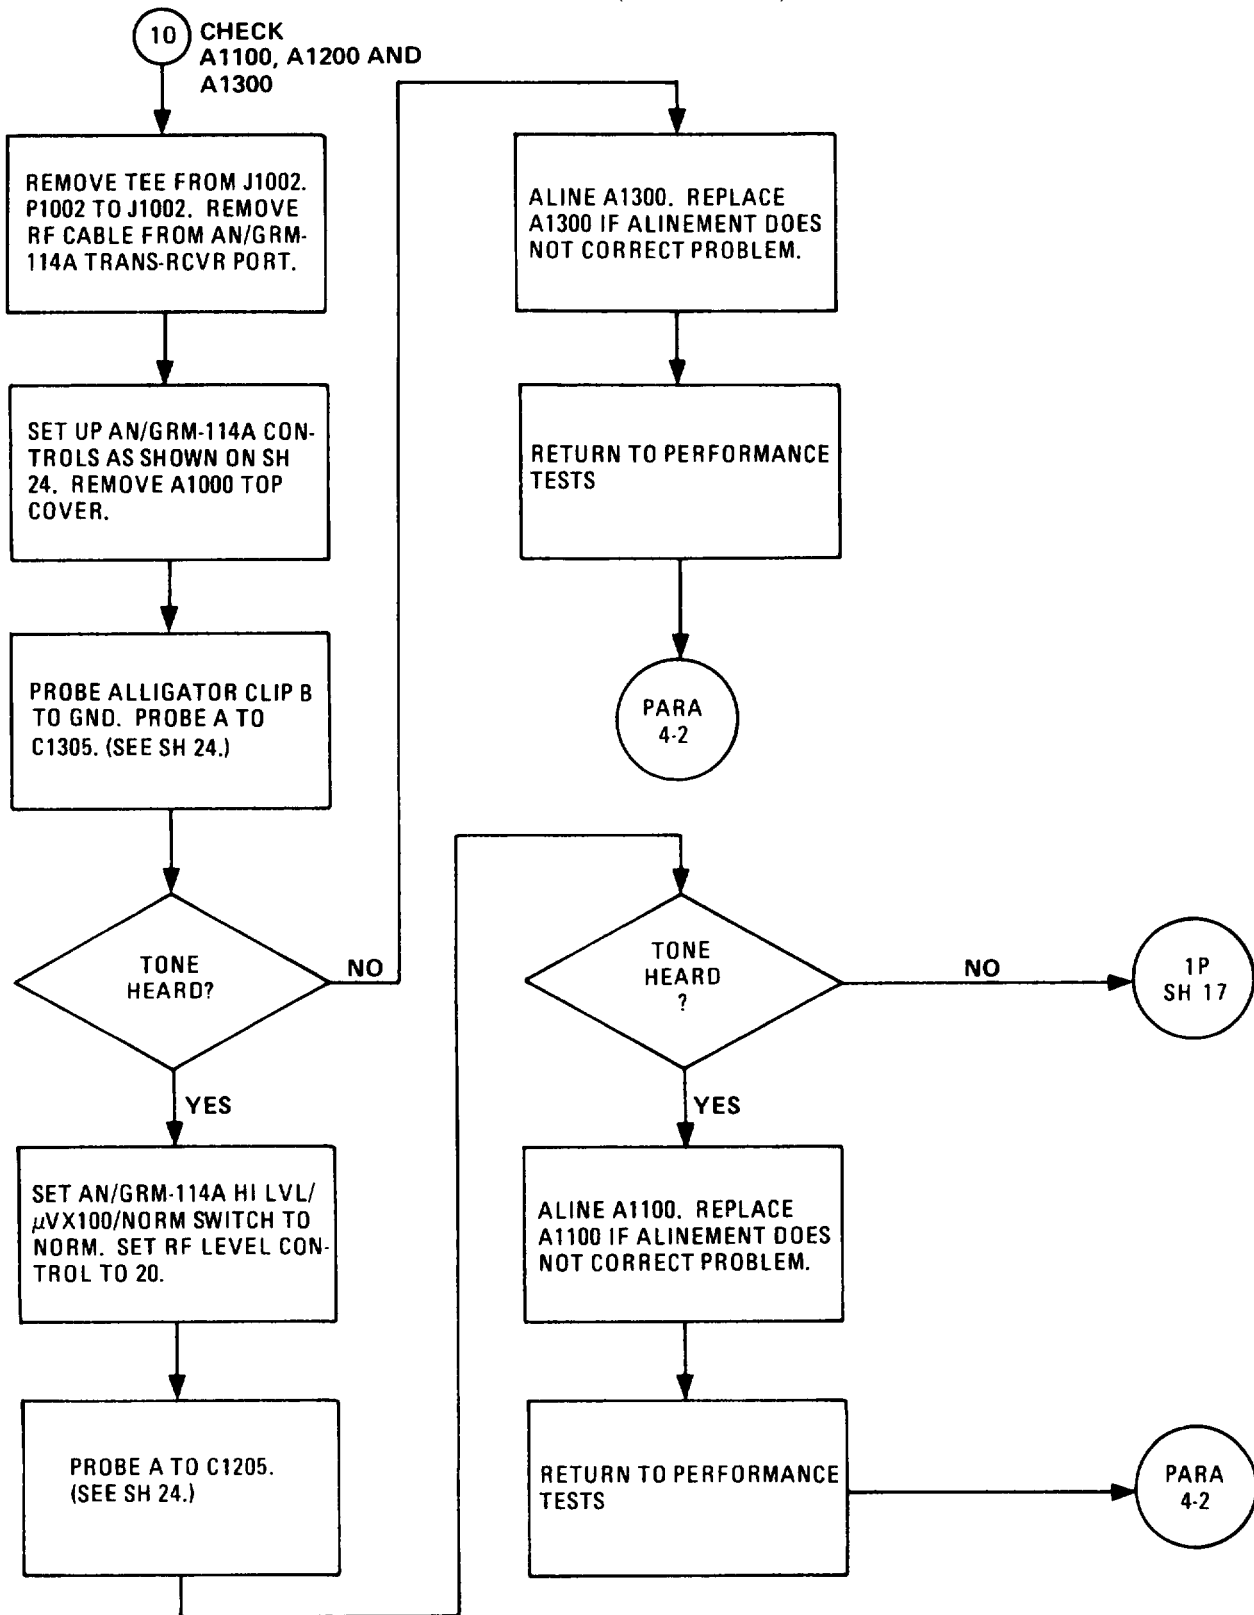 10 CHECK
A1100, A1200 AND
A1300
REMOVE TEE FROM J1002.
P1002 TO J1002. REMOVE
RF CABLE FROM AN/GRM-
114A TRANS-RCVR PORT.
SET UP AN/GRM-114A CON-
TROLS AS SHOWN ON SH
24. REMOVE A1000 TOP
COVER.
PROBE ALLIGATOR CLIP B
TO GND. PROBE A TO
C1305. (SEE SH 24.)
TONE
HEARD?
NO
YES
SET AN/GRM-114A HI LVL/
μVX100/NORM SWITCH TO
NORM. SET RF LEVEL CON-
TROL TO 20.
PROBE A TO C1205.
(SEE SH 24.)
ALINE A1300. REPLACE
A1300 IF ALINEMENT DOES
NOT CORRECT PROBLEM.
RETURN TO PERFORMANCE
TESTS
PARA
4-2
TONE
HEARD
?
NO
1P
SH 17
YES
ALINE A1100. REPLACE
A1100 IF ALINEMENT DOES
NOT CORRECT PROBLEM.
RETURN TO PERFORMANCE
TESTS
PARA
4-2